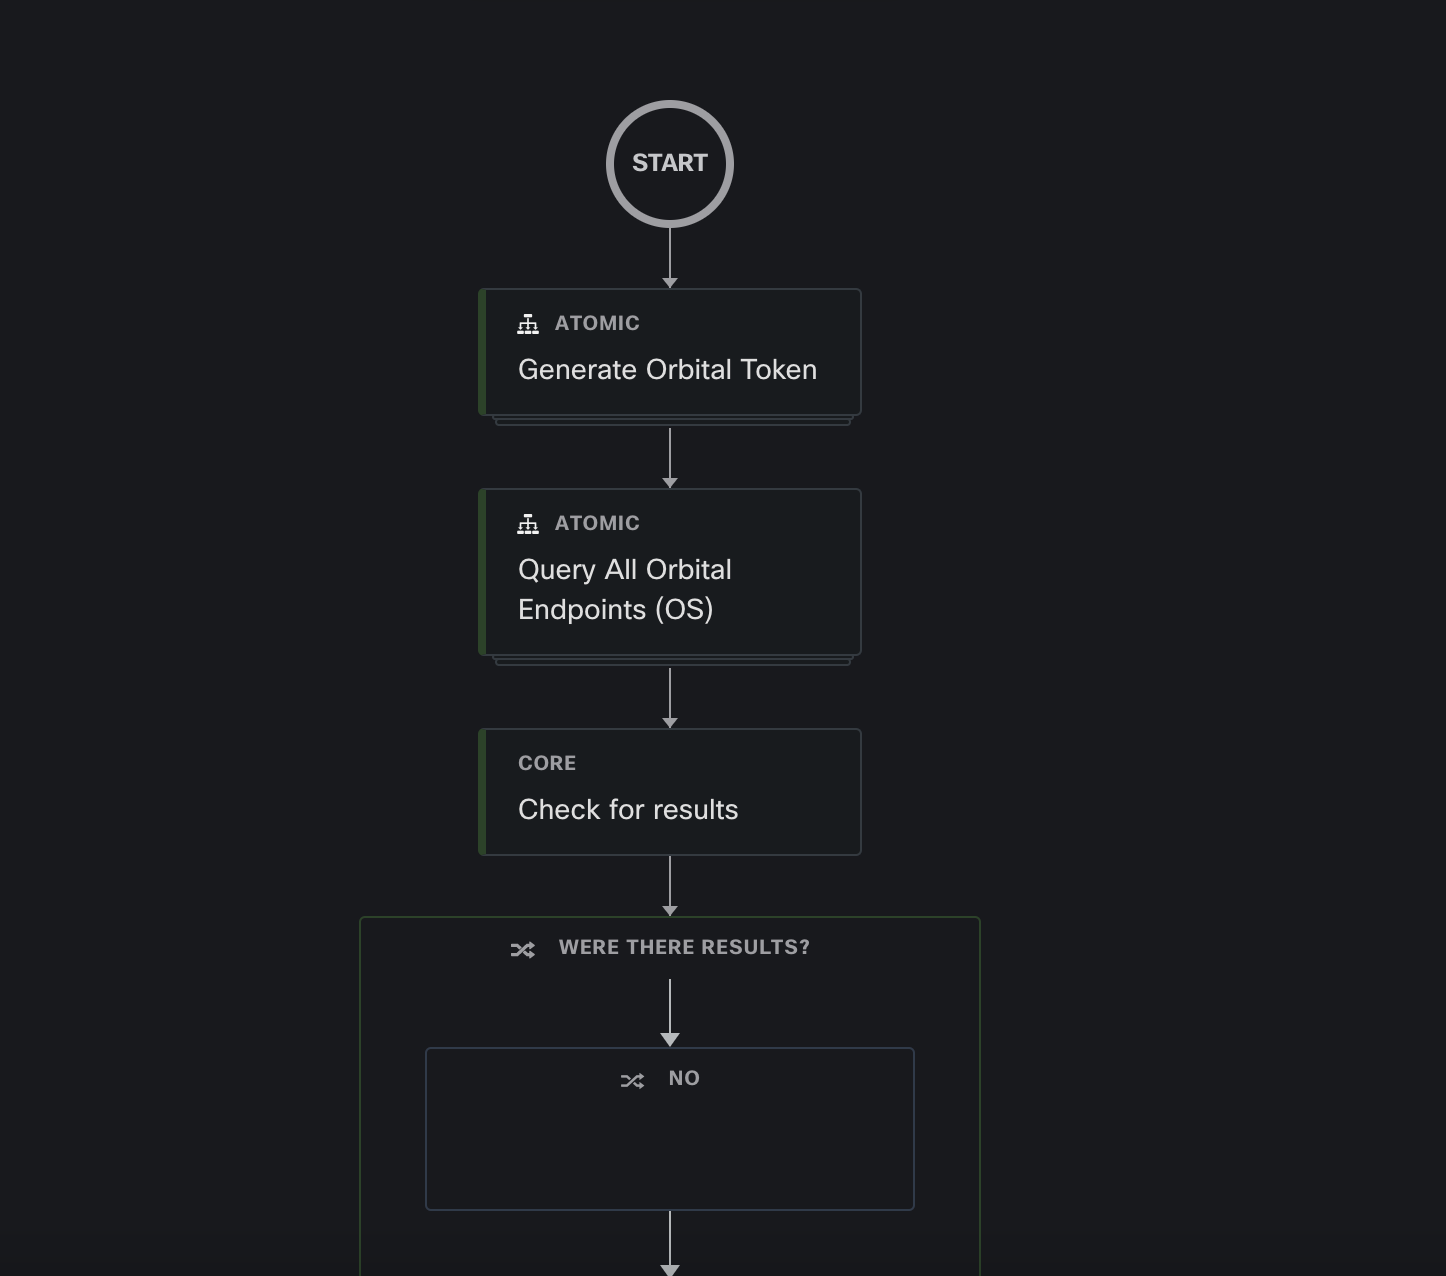 START
ATOMIC
Generate Orbital Token
ATOMIC
Query All Orbital
Endpoints (OS)
CORE
Check for results
WERE THERE RESULTS?
NO